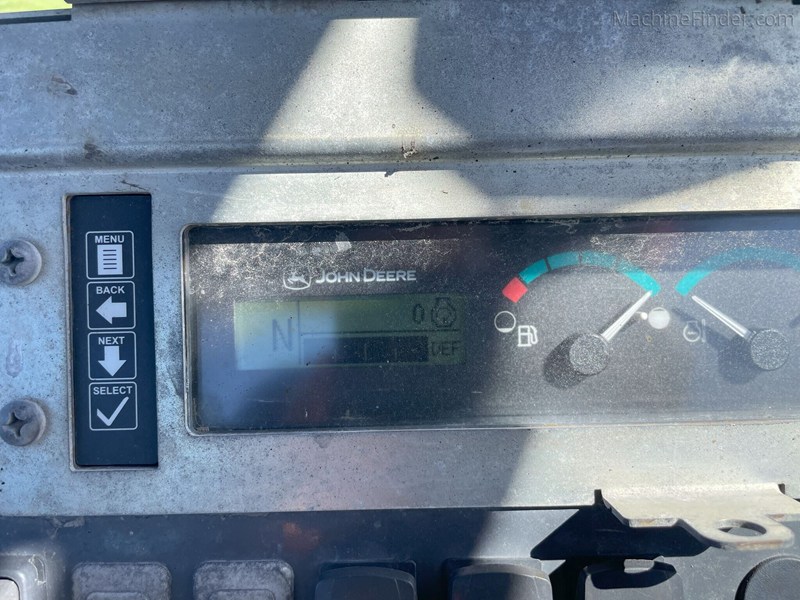 MachineFinder.com
MENU
BACK
NEXT
SELECT
JOHN DEERE
N
0
DEF